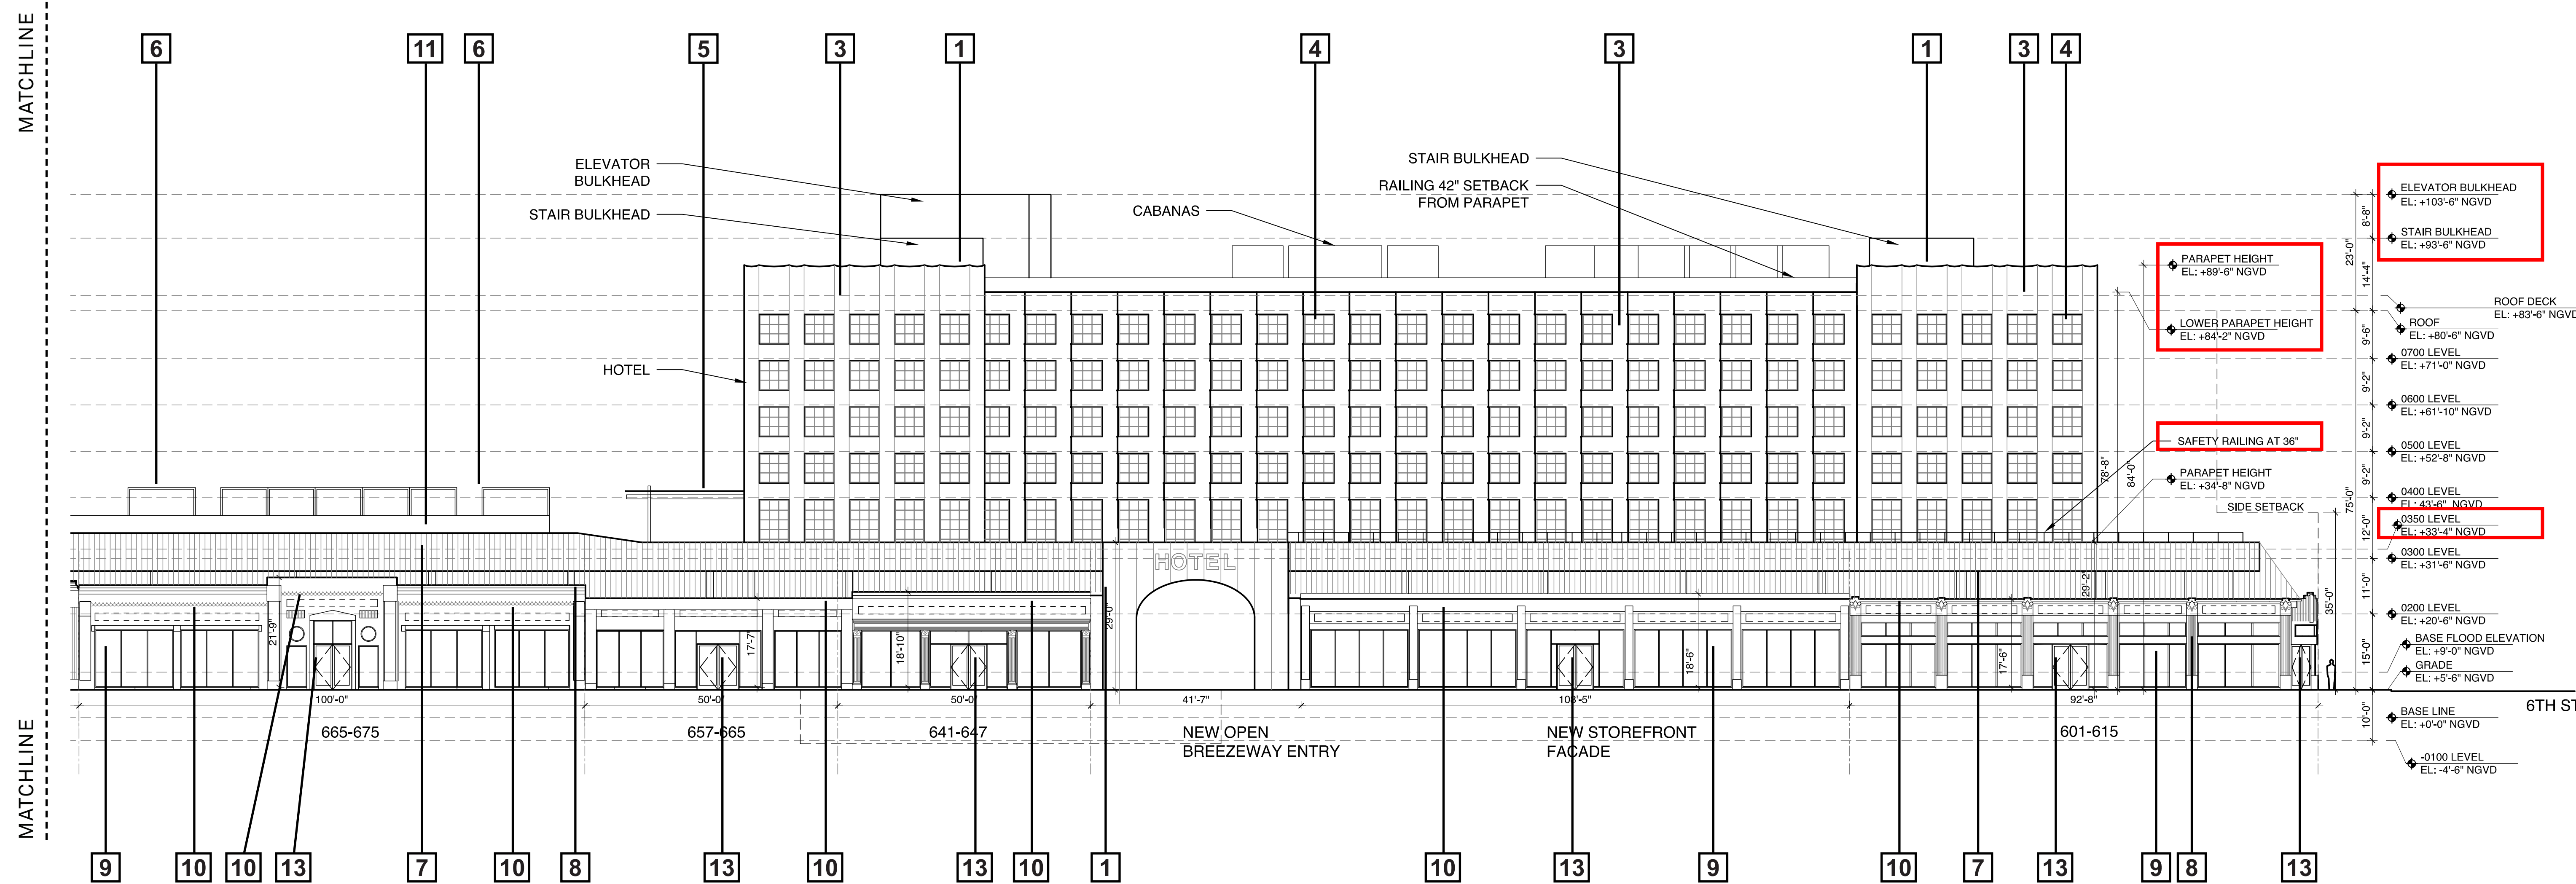 MATCHLINE
6
11
6
5
3
1
4
3
1
3
4
ELEVATOR
BULKHEAD
STAIR BULKHEAD
HOTEL
CABANAS
STAIR BULKHEAD
RAILING 42" SETBACK
FROM PARAPET
PARAPET HEIGHT
EL: +89'-6" NGVD
LOWER PARAPET HEIGHT
EL: +84'-2" NGVD
SAFETY RAILING AT 36"
PARAPET HEIGHT
EL: +34'-8" NGVD
SIDE SETBACK
78'-8"
84'-0"
23'-0"
75'-0"
35'-0"
8'-8"
14'-4"
9'-6"
9'-2"
9'-2"
9'-2"
12'-0"
11'-0"
15'-0"
10'-0"
ELEVATOR BULKHEAD
EL: +103'-6" NGVD
STAIR BULKHEAD
EL: +93'-6" NGVD
ROOF DECK
EL: +83'-6" NGVD
ROOF
EL: +80'-6" NGVD
0700 LEVEL
EL: +71'-0" NGVD
0600 LEVEL
EL: +61'-10" NGVD
0500 LEVEL
EL: +52'-8" NGVD
0400 LEVEL
EL: 43'-6" NGVD
0350 LEVEL
EL: +33'-4" NGVD
0300 LEVEL
EL: +31'-6" NGVD
0200 LEVEL
EL: +20'-6" NGVD
BASE FLOOD ELEVATION
EL: +9'-0" NGVD
GRADE
EL: +5'-6" NGVD
BASE LINE
EL: +0'-0" NGVD
-0100 LEVEL
EL: -4'-6" NGVD
6TH ST
HOTEL
21'-9"
17'-7"
18'-10"
29'-0"
18'-6"
17'-6"
29'-2"
100'-0"
50'-0"
50'-0"
41'-7"
108'-5"
92'-8"
665-675
657-665
641-647
NEW OPEN
BREEZEWAY ENTRY
NEW STOREFRONT
FACADE
601-615
MATCHLINE
9
10
10
13
7
10
8
13
10
13
10
1
10
13
9
10
7
13
9
8
13